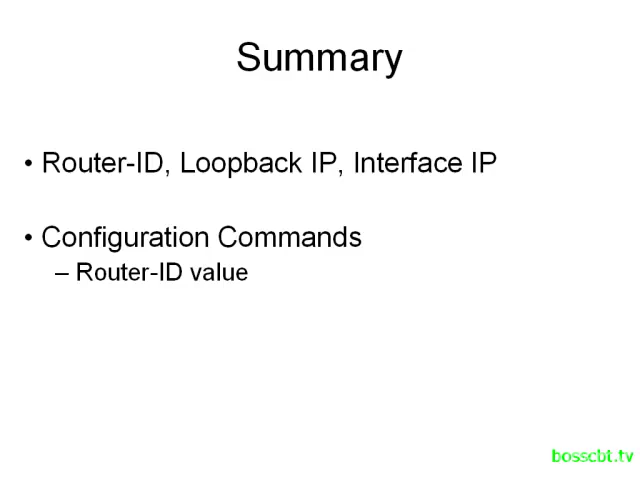 Summary
• Router-ID, Loopback IP, Interface IP
• Configuration Commands
– Router-ID value
bosscbt.tv